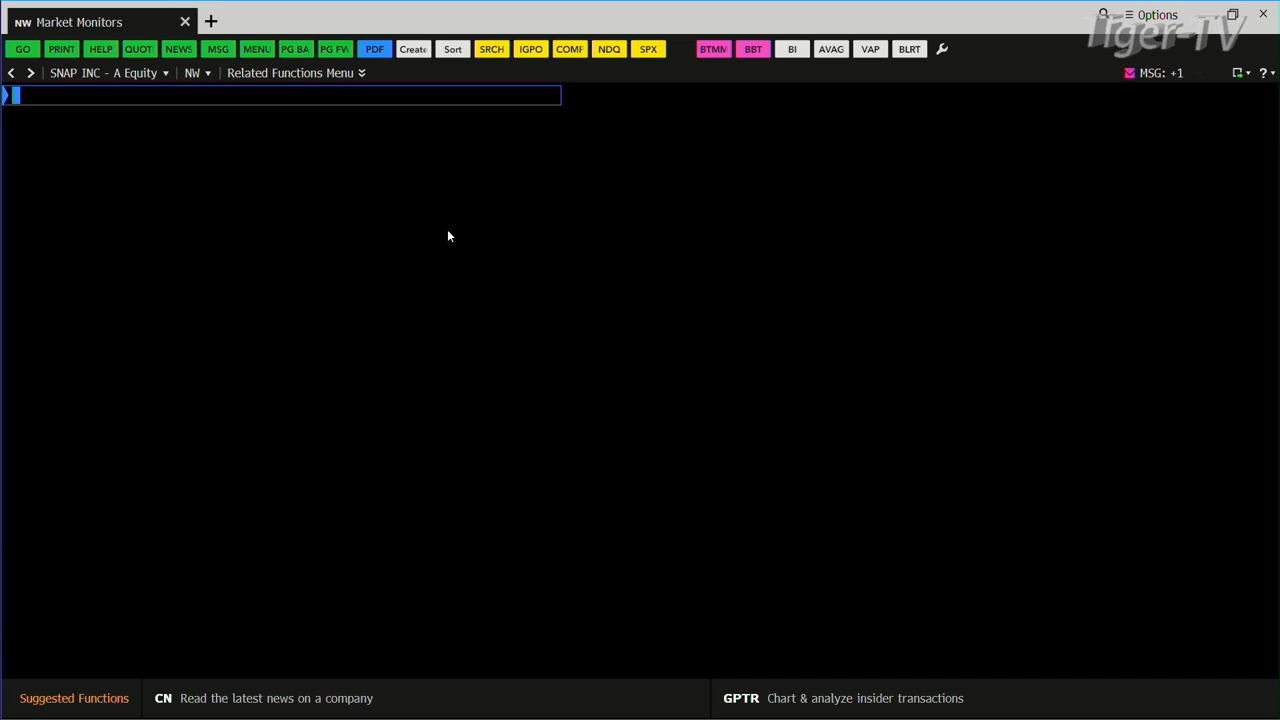 NW Market Monitors
Options
Tiger-TV
GO PRINT HELP QUOT NEWS MSG MENU PG BA PG FW PDF Create Sort SRCH IGPO COMF NDQ SPX BTMM BBT BI AVAG VAP BLRT
SNAP INC - A Equity NW Related Functions Menu MSG: +1 ?
Suggested Functions CN Read the latest news on a company GPTR Chart & analyze insider transactions